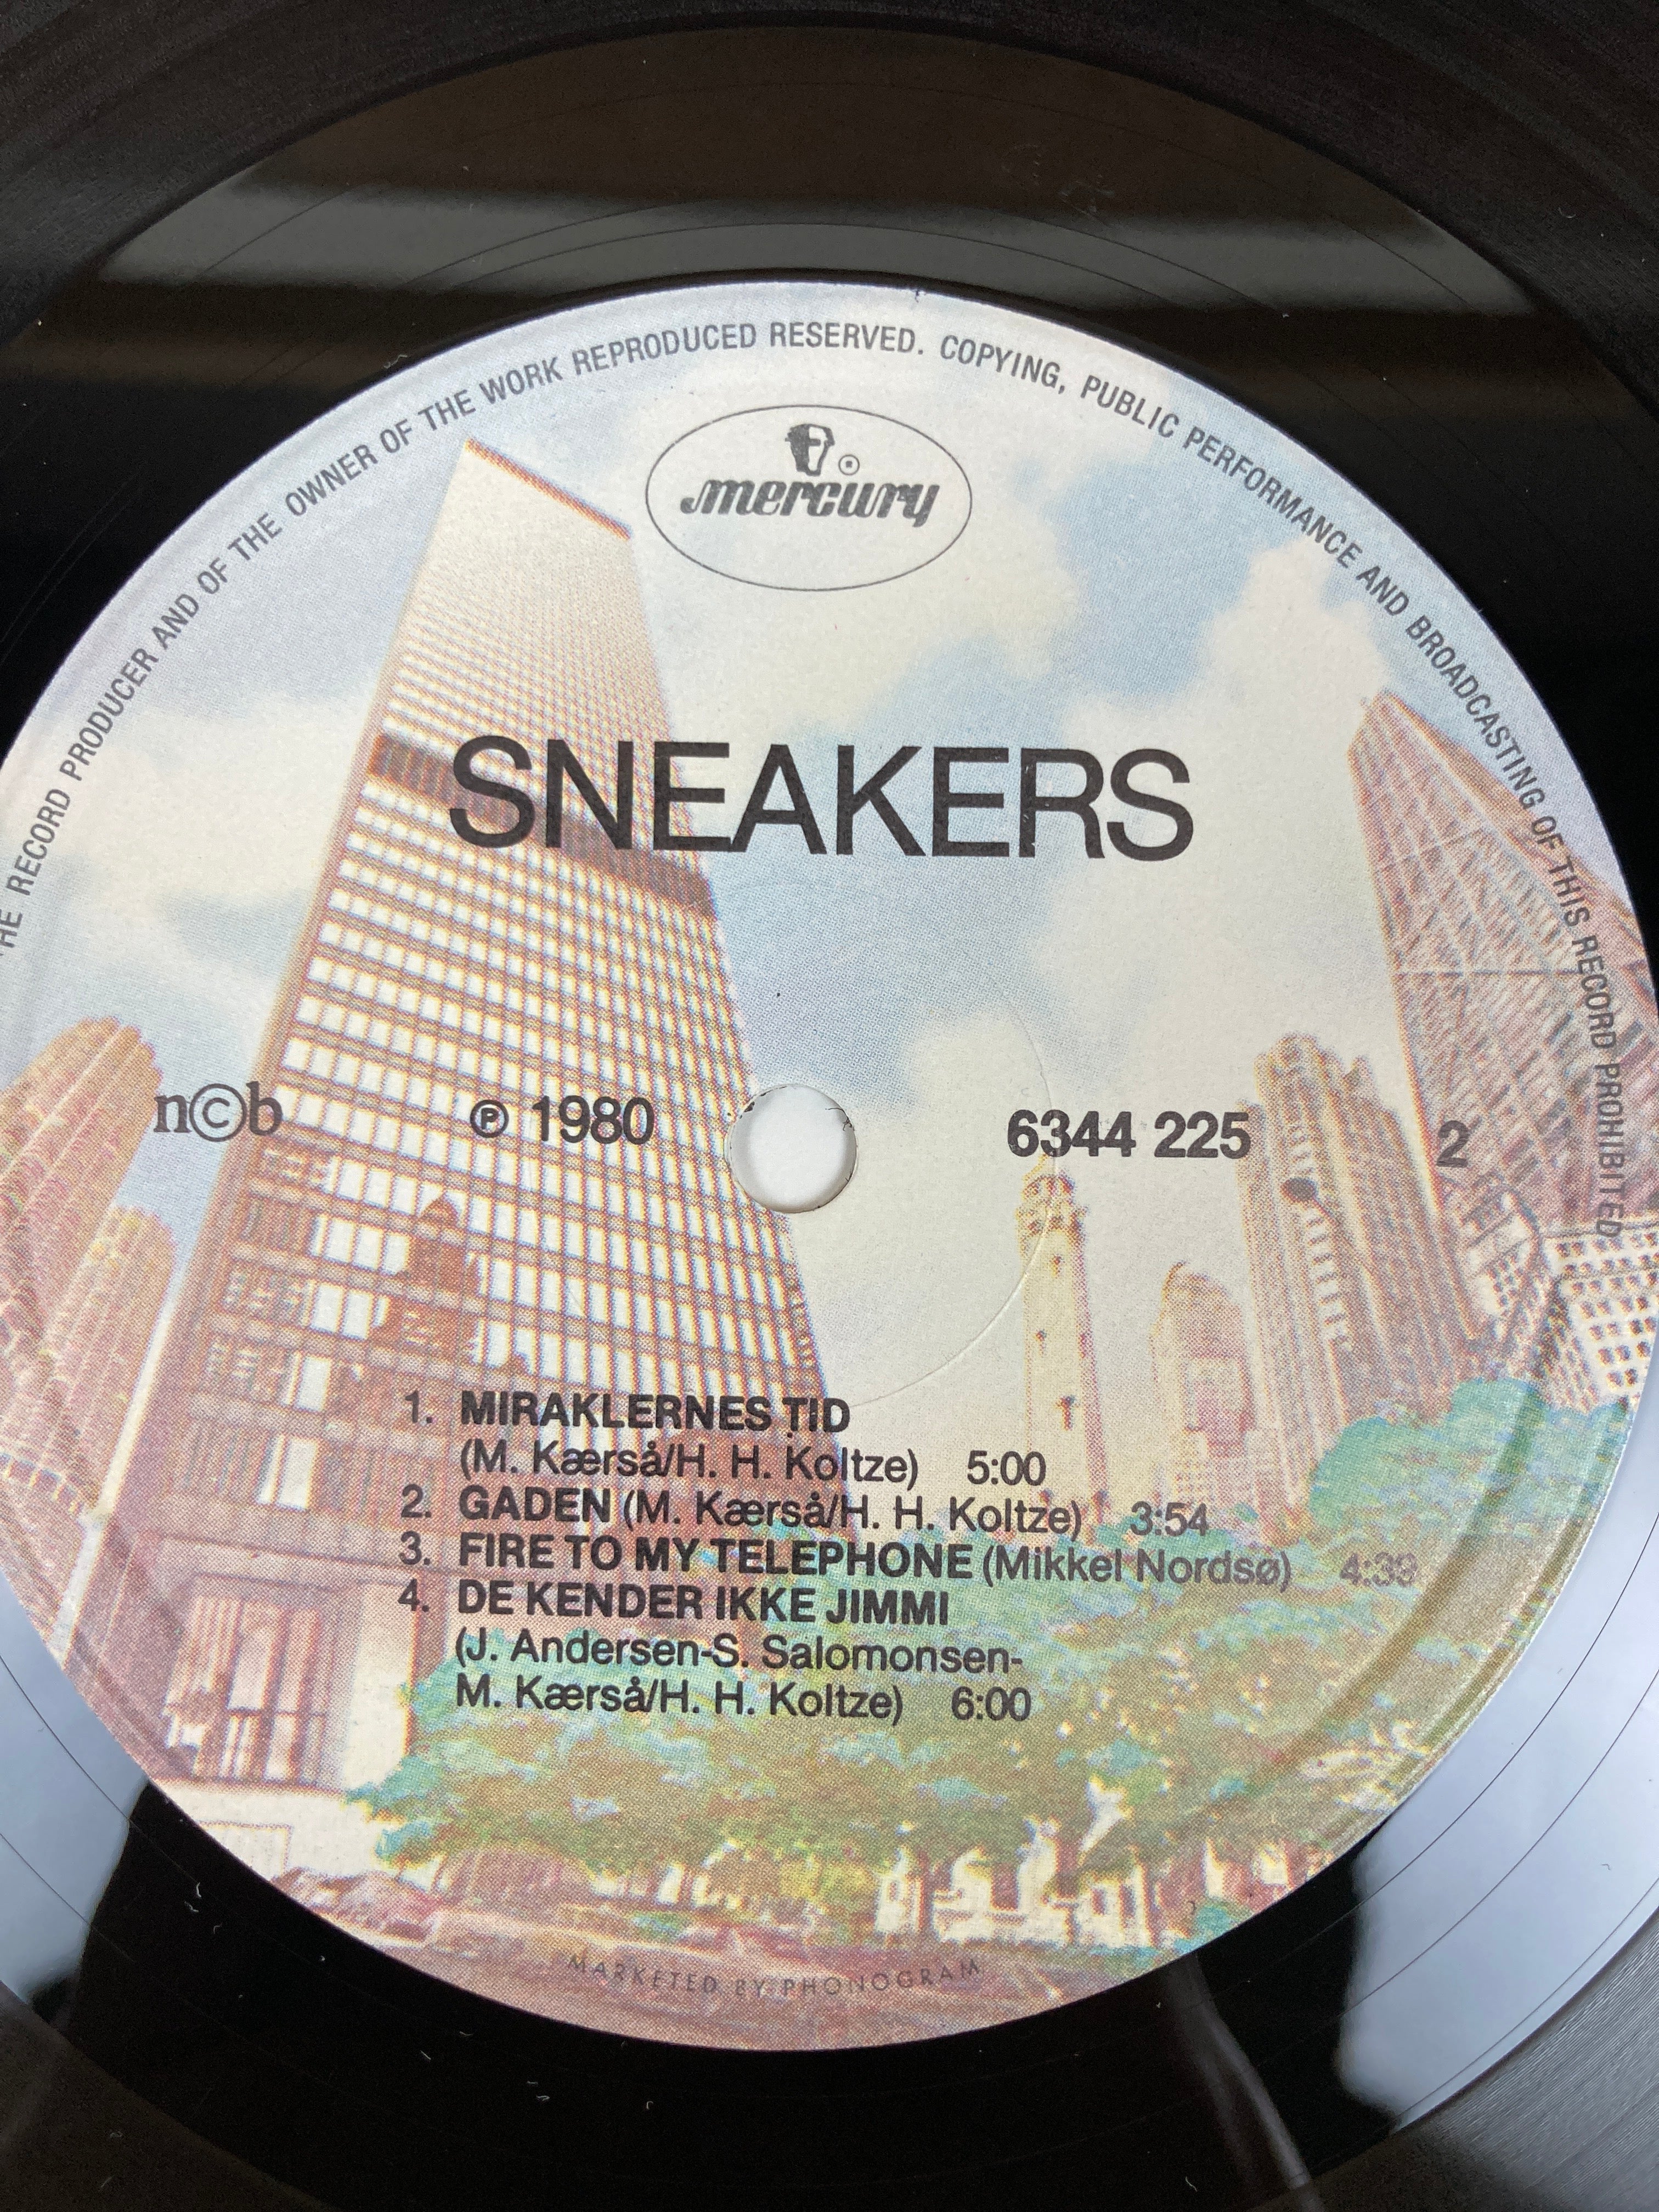 HE RECORD PRODUCER AND OF THE OWNER OF THE WORK REPRODUCED RESERVED. COPYING, PUBLIC PERFORMANCE AND BROADCASTING OF THIS RECORD PROHIBITED
mercury
SNEAKERS
n©b ℗ 1980 6344 225 2
1. MIRAKLERNES TID
(M. Kærså/H. H. Koltze) 5:00
2. GADEN (M. Kærså/H. H. Koltze) 3:54
3. FIRE TO MY TELEPHONE (Mikkel Nordsø)
4. DE KENDER IKKE JIMMI
(J. Andersen-S. Salomonsen-
M. Kærså/H. H. Koltze) 6:00
MARKETED BY PHONOGRAM